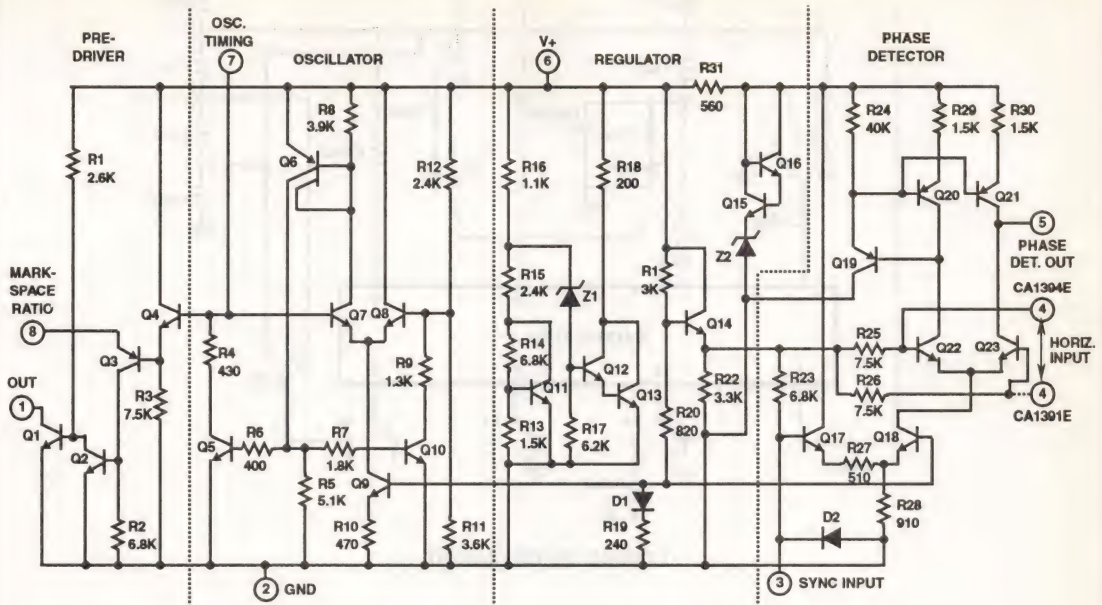 PRE-
DRIVER
OSC.
TIMING
7
OSCILLATOR
V+
6
REGULATOR
PHASE
DETECTOR
R1
2.6K
R8
3.9K
Q6
R12
2.4K
R16
1.1K
R18
200
R31
560
Q16
Q15
R24
40K
R29
1.5K
R30
1.5K
Q20
Q21
5
PHASE
DET. OUT
MARK-
SPACE
RATIO
8
Q4
Q3
R4
430
Q7
Q8
R9
1.3K
R15
2.4K
Z1
R1
3K
Z2
Q19
CA1394E
4
HORIZ.
INPUT
4
CA1391E
OUT
1
R3
7.5K
R14
6.8K
Q11
Q12
Q13
Q14
R22
3.3K
R23
6.8K
R25
7.5K
R26
7.5K
Q22
Q23
Q1
Q2
Q5
R6
400
R7
1.8K
Q10
R13
1.5K
R17
6.2K
R20
820
Q17
Q18
R27
510
R2
6.8K
R5
5.1K
Q9
R10
470
R11
3.6K
D1
R19
240
D2
R28
910
2
GND
3
SYNC INPUT